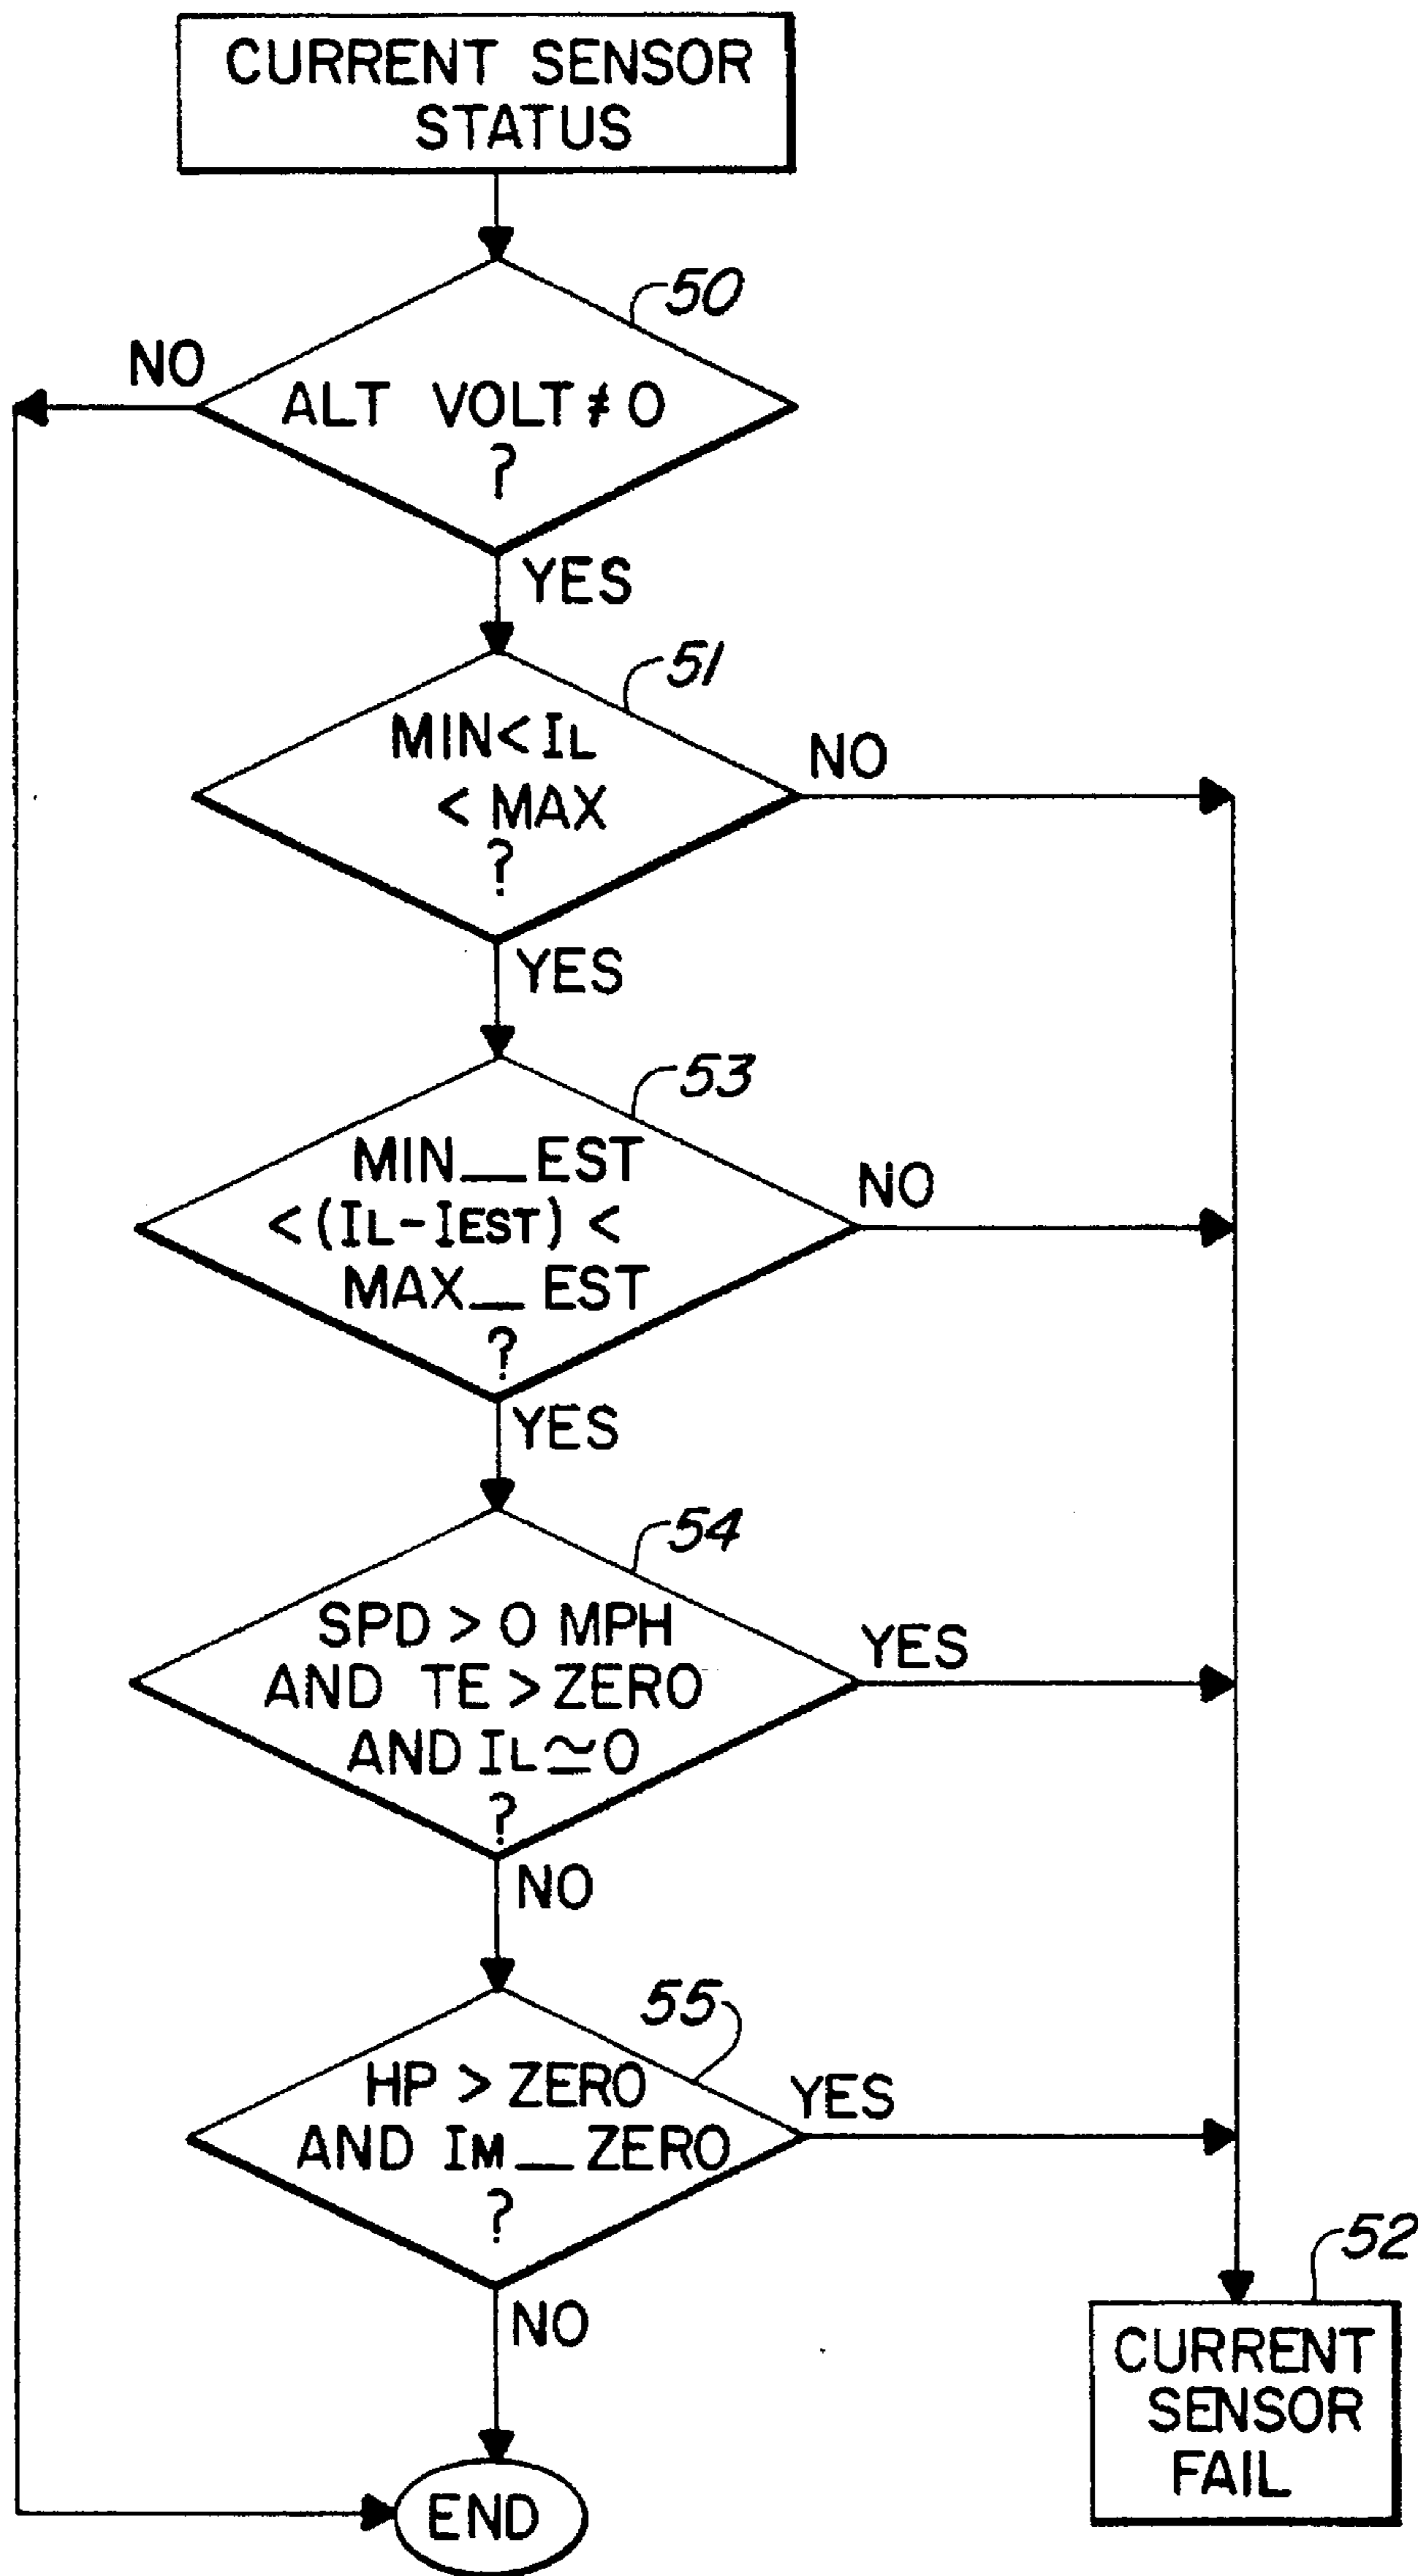 CURRENT SENSOR
STATUS
50
NO
ALT VOLT ≠ 0
?
YES
51
MIN < IL
< MAX
?
NO
YES
53
MIN__EST
< (IL-IEST) <
MAX__EST
?
NO
YES
54
SPD > 0 MPH
AND TE > ZERO
AND IL ≃ 0
?
YES
NO
55
HP > ZERO
AND IM__ZERO
?
YES
NO
52
CURRENT
SENSOR
FAIL
END